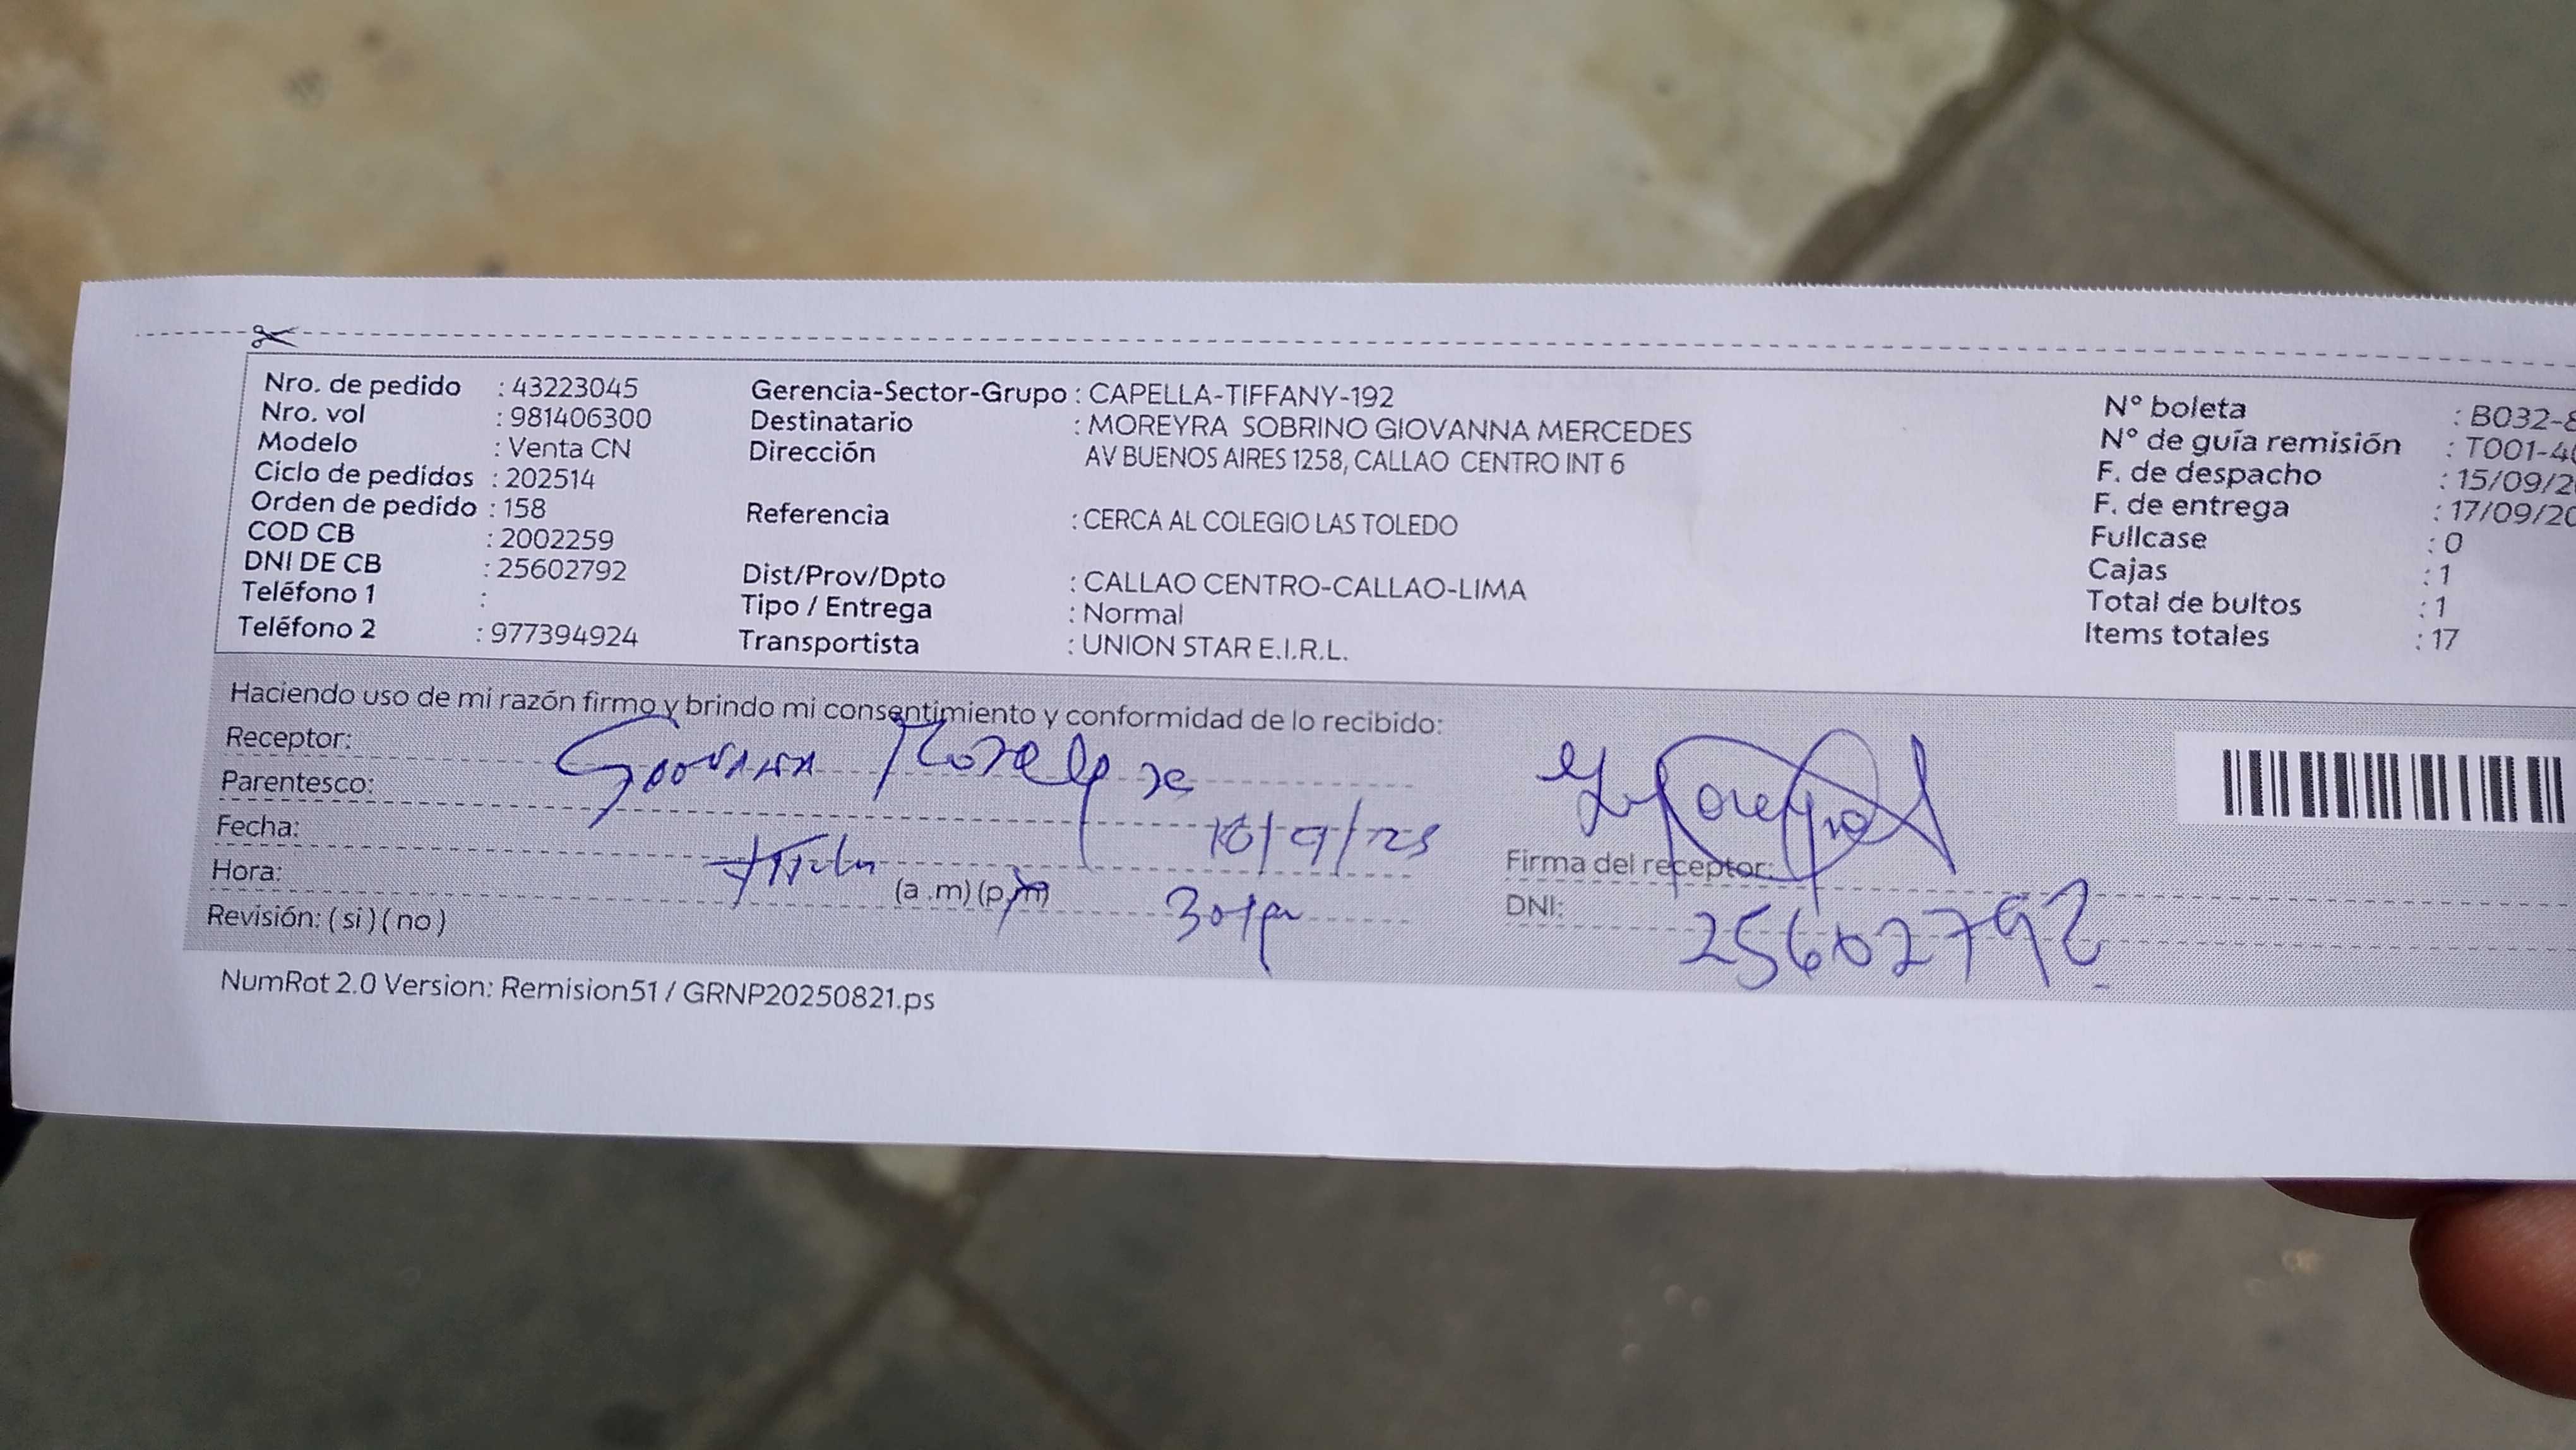 Nro. de pedido : 43223045
Nro. vol : 981406300
Modelo : Venta CN
Ciclo de pedidos : 202514
Orden de pedido : 158
COD CB : 2002259
DNI DE CB : 25602792
Teléfono 1 :
Teléfono 2 : 977394924
Gerencia-Sector-Grupo : CAPELLA-TIFFANY-192
Destinatario : MOREYRA SOBRINO GIOVANNA MERCEDES
Dirección AV BUENOS AIRES 1258, CALLAO CENTRO INT 6
Referencia : CERCA AL COLEGIO LAS TOLEDO
Dist/Prov/Dpto : CALLAO CENTRO-CALLAO-LIMA
Tipo / Entrega : Normal
Transportista : UNION STAR E.I.R.L.
N° boleta : B032-8
N° de guía remisión : T001-40
F. de despacho : 15/09/20
F. de entrega : 17/09/20
Fullcase : 0
Cajas : 1
Total de bultos : 1
Items totales : 17
Haciendo uso de mi razón firmo y brindo mi consentimiento y conformidad de lo recibido:
Receptor:
Parentesco:
Fecha:
Hora: (a .m) (p.m)
Revisión: ( si ) ( no )
Firma del receptor:
DNI: 25602792
NumRot 2.0 Version: Remision51 / GRNP20250821.ps